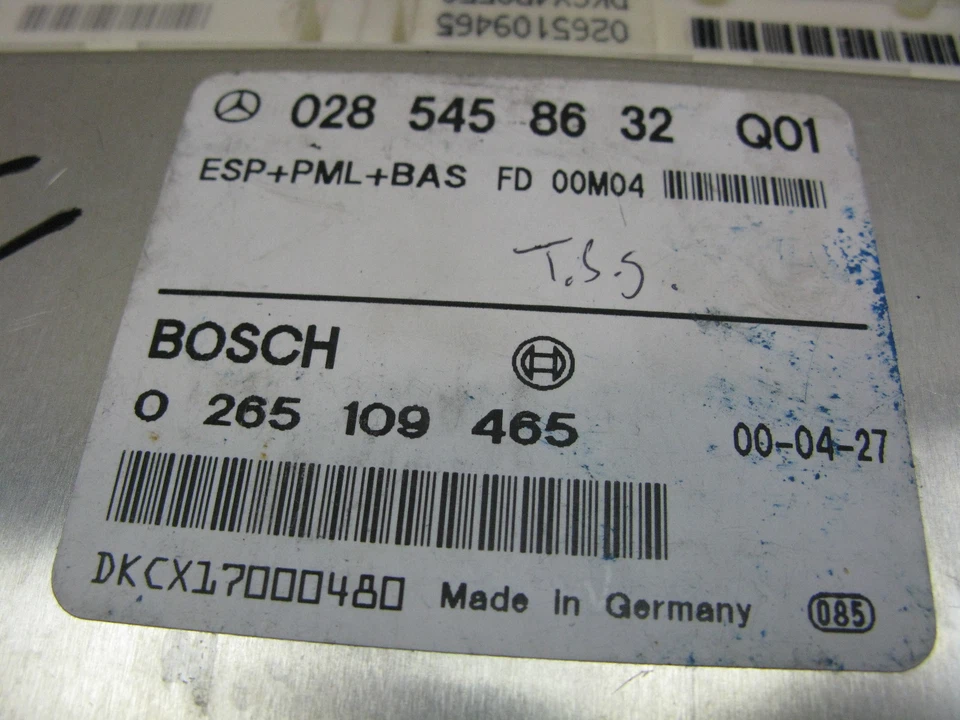 0265109465
028 545 86 32 Q01
ESP+PML+BAS FD 00M04
T.S.G.
BOSCH
0 265 109 465
00-04-27
DKCX17000480 Made in Germany 085